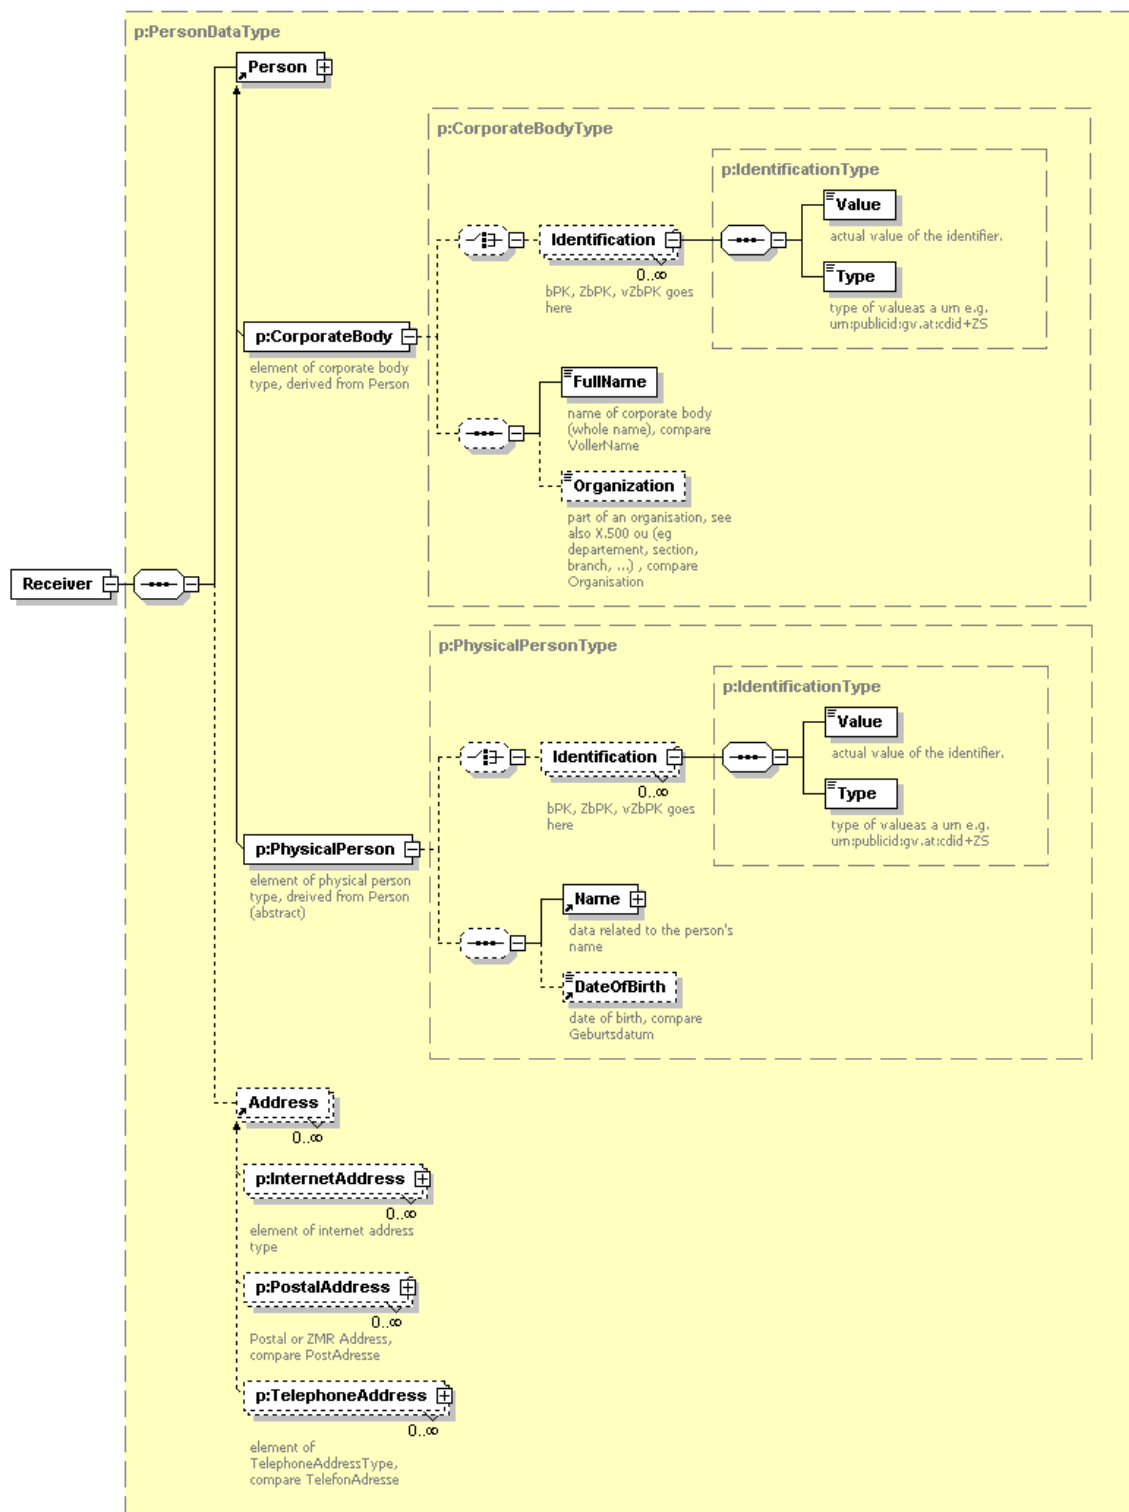 p:PersonDataType
Person
p:CorporateBodyType
p:IdentificationType
Value
actual value of the identifier.
Identification
0..∞
bPK, ZbPK, vZbPK goes
here
Type
type of valueas a urn e.g.
urn:publicid:gv.at:cdid+ZS
p:CorporateBody
element of corporate body
type, derived from Person
FullName
name of corporate body
(whole name), compare
VollerName
Organization
part of an organisation, see
also X.500 ou (eg
departement, section,
branch, ...) , compare
Organisation
Receiver
p:PhysicalPersonType
p:IdentificationType
Value
actual value of the identifier.
Identification
0..∞
bPK, ZbPK, vZbPK goes
here
Type
type of valueas a urn e.g.
urn:publicid:gv.at:cdid+ZS
p:PhysicalPerson
element of physical person
type, dreived from Person
(abstract)
Name
data related to the person's
name
DateOfBirth
date of birth, compare
Geburtsdatum
Address
0..∞
p:InternetAddress
0..∞
element of internet address
type
p:PostalAddress
0..∞
Postal or ZMR Address,
compare PostAdresse
p:TelephoneAddress
0..∞
element of
TelephoneAddressType,
compare TelefonAdresse